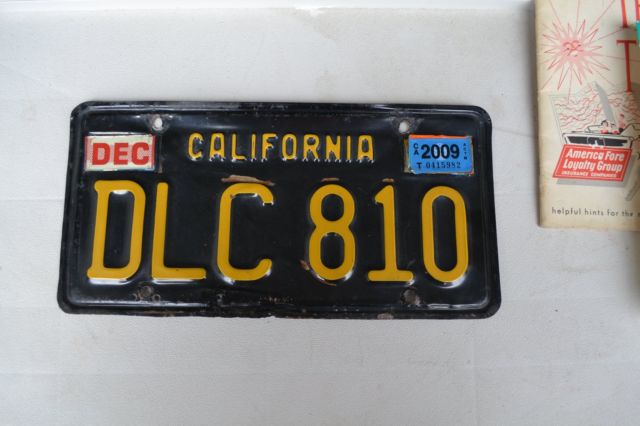 DEC
CALIFORNIA
CA 2009
T 0415982
DLC 810
America Fore
Loyalty Group
INSURANCE COMPANIES
helpful hints for the